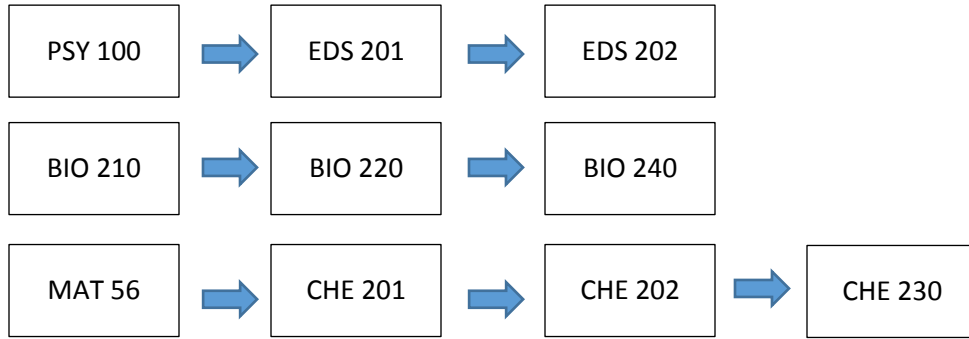 PSY 100 EDS 201 EDS 202
BIO 210 BIO 220 BIO 240
MAT 56 CHE 201 CHE 202 CHE 230